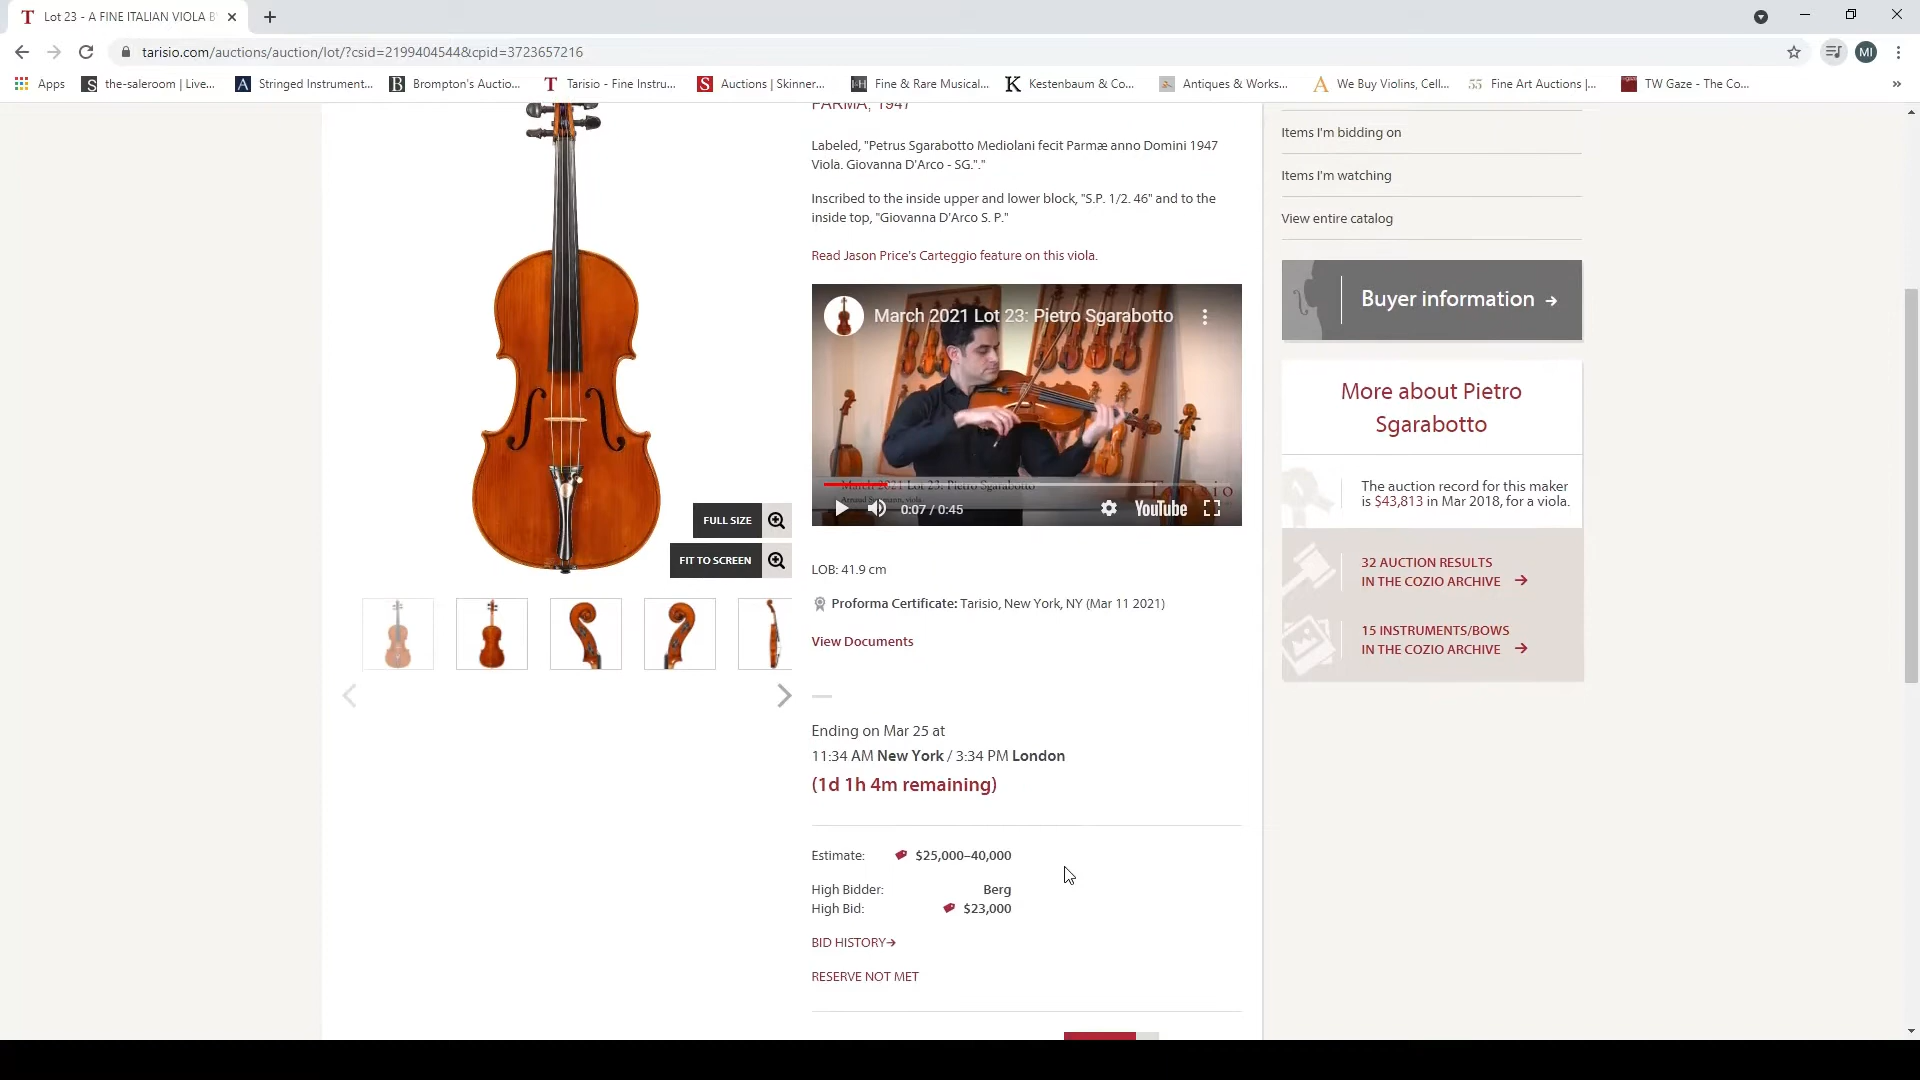 Lot 23 - A FINE ITALIAN VIOLA B
tarisio.com/auctions/auction/lot/?csid=2199404544&cpid=3723657216
MI
Apps
the-saleroom | Live...
Stringed Instrument...
Brompton's Auctio...
Tarisio - Fine Instru...
Auctions | Skinner...
Fine & Rare Musical...
Kestenbaum & Co...
Antiques & Works...
We Buy Violins, Cell...
Fine Art Auctions |...
TW Gaze - The Co...
PARMA, 1947
Labeled, "Petrus Sgarabotto Mediolani fecit Parmæ anno Domini 1947
Viola. Giovanna D'Arco - SG."."
Inscribed to the inside upper and lower block, "S.P. 1/2. 46" and to the
inside top, "Giovanna D'Arco S. P."
Read Jason Price's Carteggio feature on this viola.
March 2021 Lot 23: Pietro Sgarabotto
March 2021 Lot 23: Pietro Sgarabotto
Tarisio
0:07 / 0:45
YouTube
FULL SIZE
FIT TO SCREEN
LOB: 41.9 cm
Proforma Certificate: Tarisio, New York, NY (Mar 11 2021)
View Documents
Ending on Mar 25 at
11:34 AM New York / 3:34 PM London
(1d 1h 4m remaining)
Estimate: $25,000–40,000
High Bidder: Berg
High Bid: $23,000
BID HISTORY→
RESERVE NOT MET
Items I'm bidding on
Items I'm watching
View entire catalog
Buyer information →
More about Pietro
Sgarabotto
The auction record for this maker
is $43,813 in Mar 2018, for a viola.
32 AUCTION RESULTS
IN THE COZIO ARCHIVE →
15 INSTRUMENTS/BOWS
IN THE COZIO ARCHIVE →